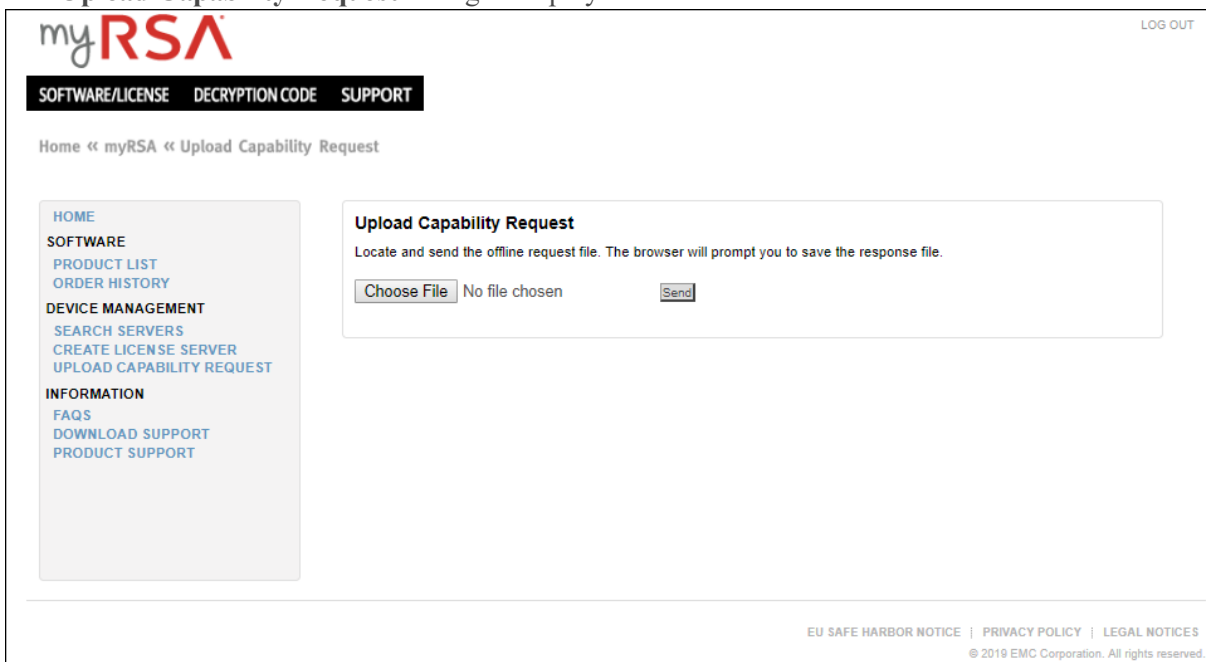 myRSA
LOG OUT
SOFTWARE/LICENSE DECRYPTION CODE SUPPORT
Home « myRSA « Upload Capability Request
HOME
SOFTWARE
PRODUCT LIST
ORDER HISTORY
DEVICE MANAGEMENT
SEARCH SERVERS
CREATE LICENSE SERVER
UPLOAD CAPABILITY REQUEST
INFORMATION
FAQS
DOWNLOAD SUPPORT
PRODUCT SUPPORT
Upload Capability Request
Locate and send the offline request file. The browser will prompt you to save the response file.
Choose File No file chosen Send
EU SAFE HARBOR NOTICE | PRIVACY POLICY | LEGAL NOTICES
© 2019 EMC Corporation. All rights reserved.